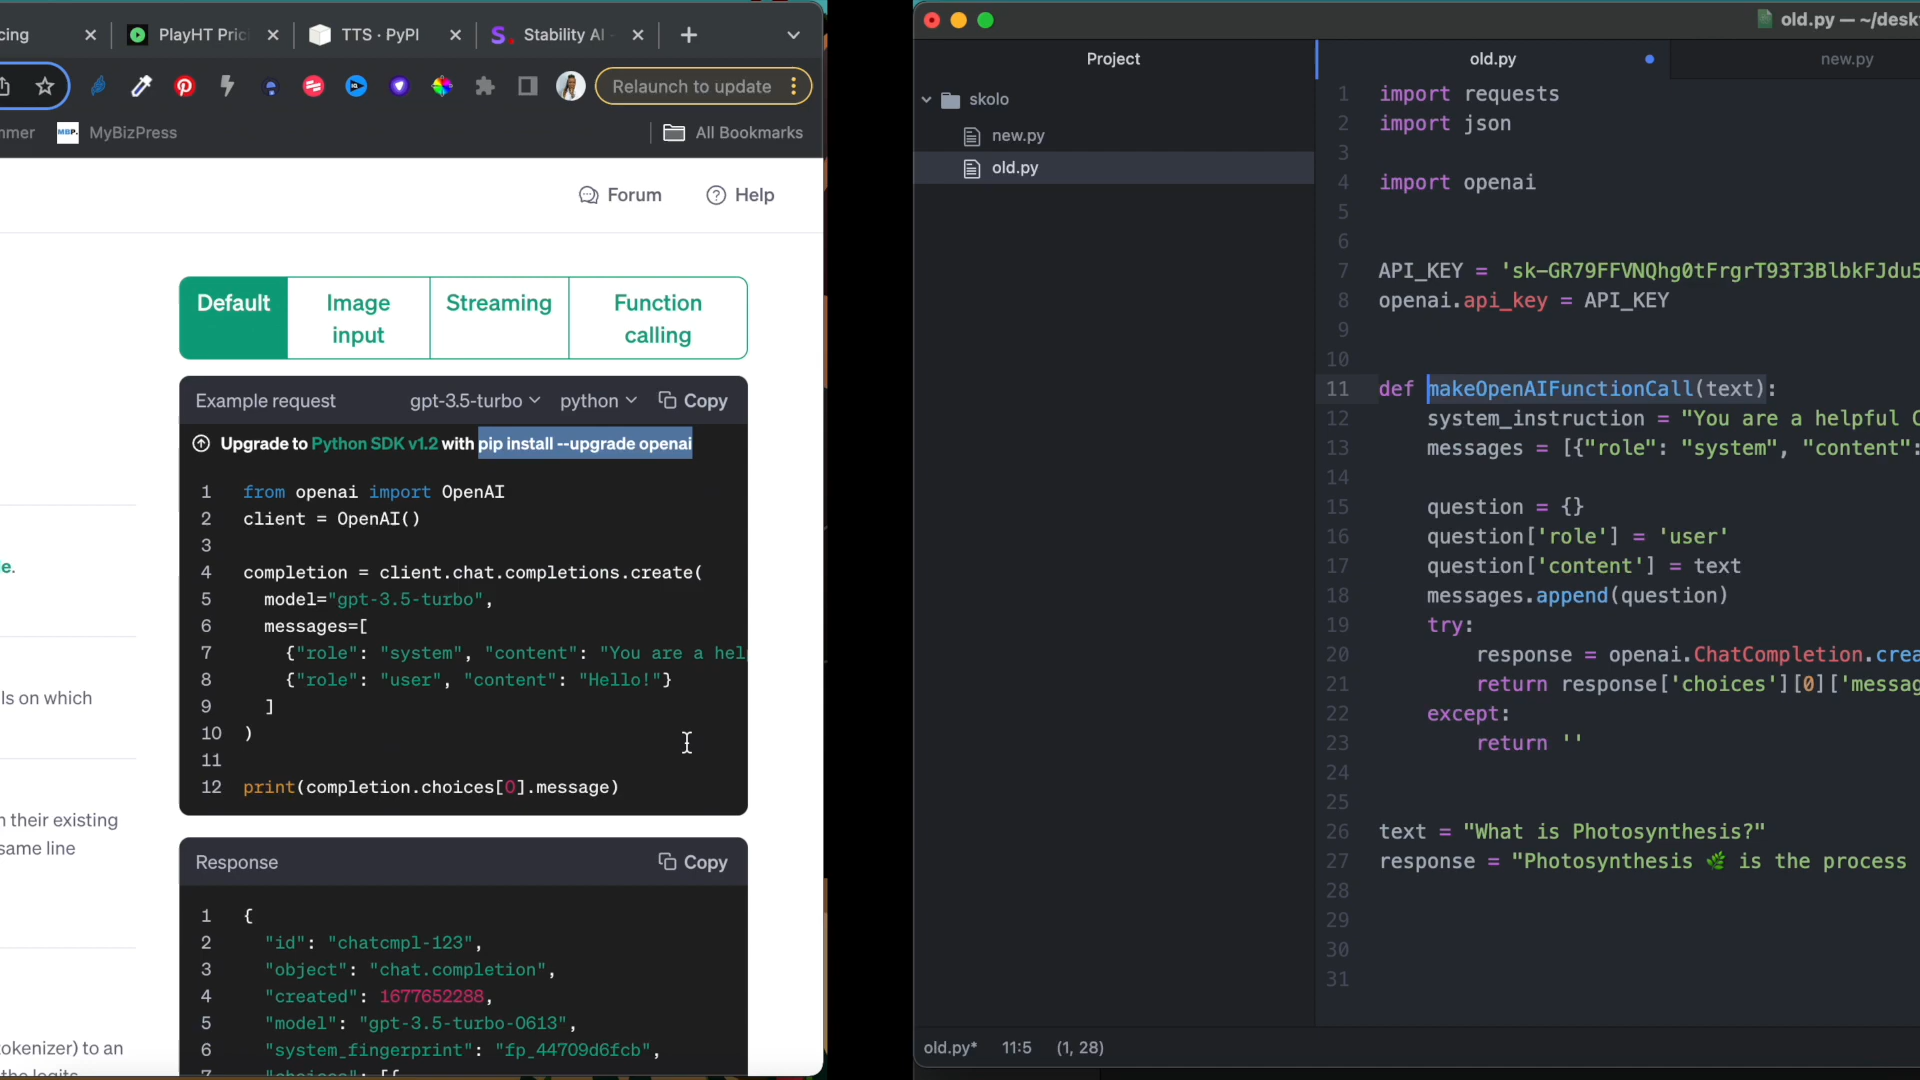 cing
PlayHT Pric
TTS · PyPI
Stability AI
Relaunch to update
mmer
MBP.
MyBizPress
All Bookmarks
Forum
Help
e.
ls on which
n their existing
same line
okenizer) to an
the logits
Default
Image input
Streaming
Function calling
Example request
gpt-3.5-turbo
python
Copy
Upgrade to Python SDK v1.2 with pip install --upgrade openai
1 from openai import OpenAI
2 client = OpenAI()
3
4 completion = client.chat.completions.create(
5 model="gpt-3.5-turbo",
6 messages=[
7 {"role": "system", "content": "You are a hel
8 {"role": "user", "content": "Hello!"}
9 ]
10 )
11
12 print(completion.choices[0].message)
Response
Copy
1 {
2 "id": "chatcmpl-123",
3 "object": "chat.completion",
4 "created": 1677652288,
5 "model": "gpt-3.5-turbo-0613",
6 "system_fingerprint": "fp_44709d6fcb",
7 "choices": [{
old.py — ~/desk
Project
old.py
new.py
skolo
new.py
old.py
1 import requests
2 import json
3
4 import openai
5
6
7 API_KEY = 'sk-GR79FFVNQhg0tFrgrT93T3BlbkFJdu5
8 openai.api_key = API_KEY
9
10
11 def makeOpenAIFunctionCall(text):
12 system_instruction = "You are a helpful
13 messages = [{"role": "system", "content":
14
15 question = {}
16 question['role'] = 'user'
17 question['content'] = text
18 messages.append(question)
19 try:
20 response = openai.ChatCompletion.crea
21 return response['choices'][0]['messag
22 except:
23 return ''
24
25
26 text = "What is Photosynthesis?"
27 response = "Photosynthesis 🌿 is the process
28
29
30
31
old.py*
11:5
(1, 28)